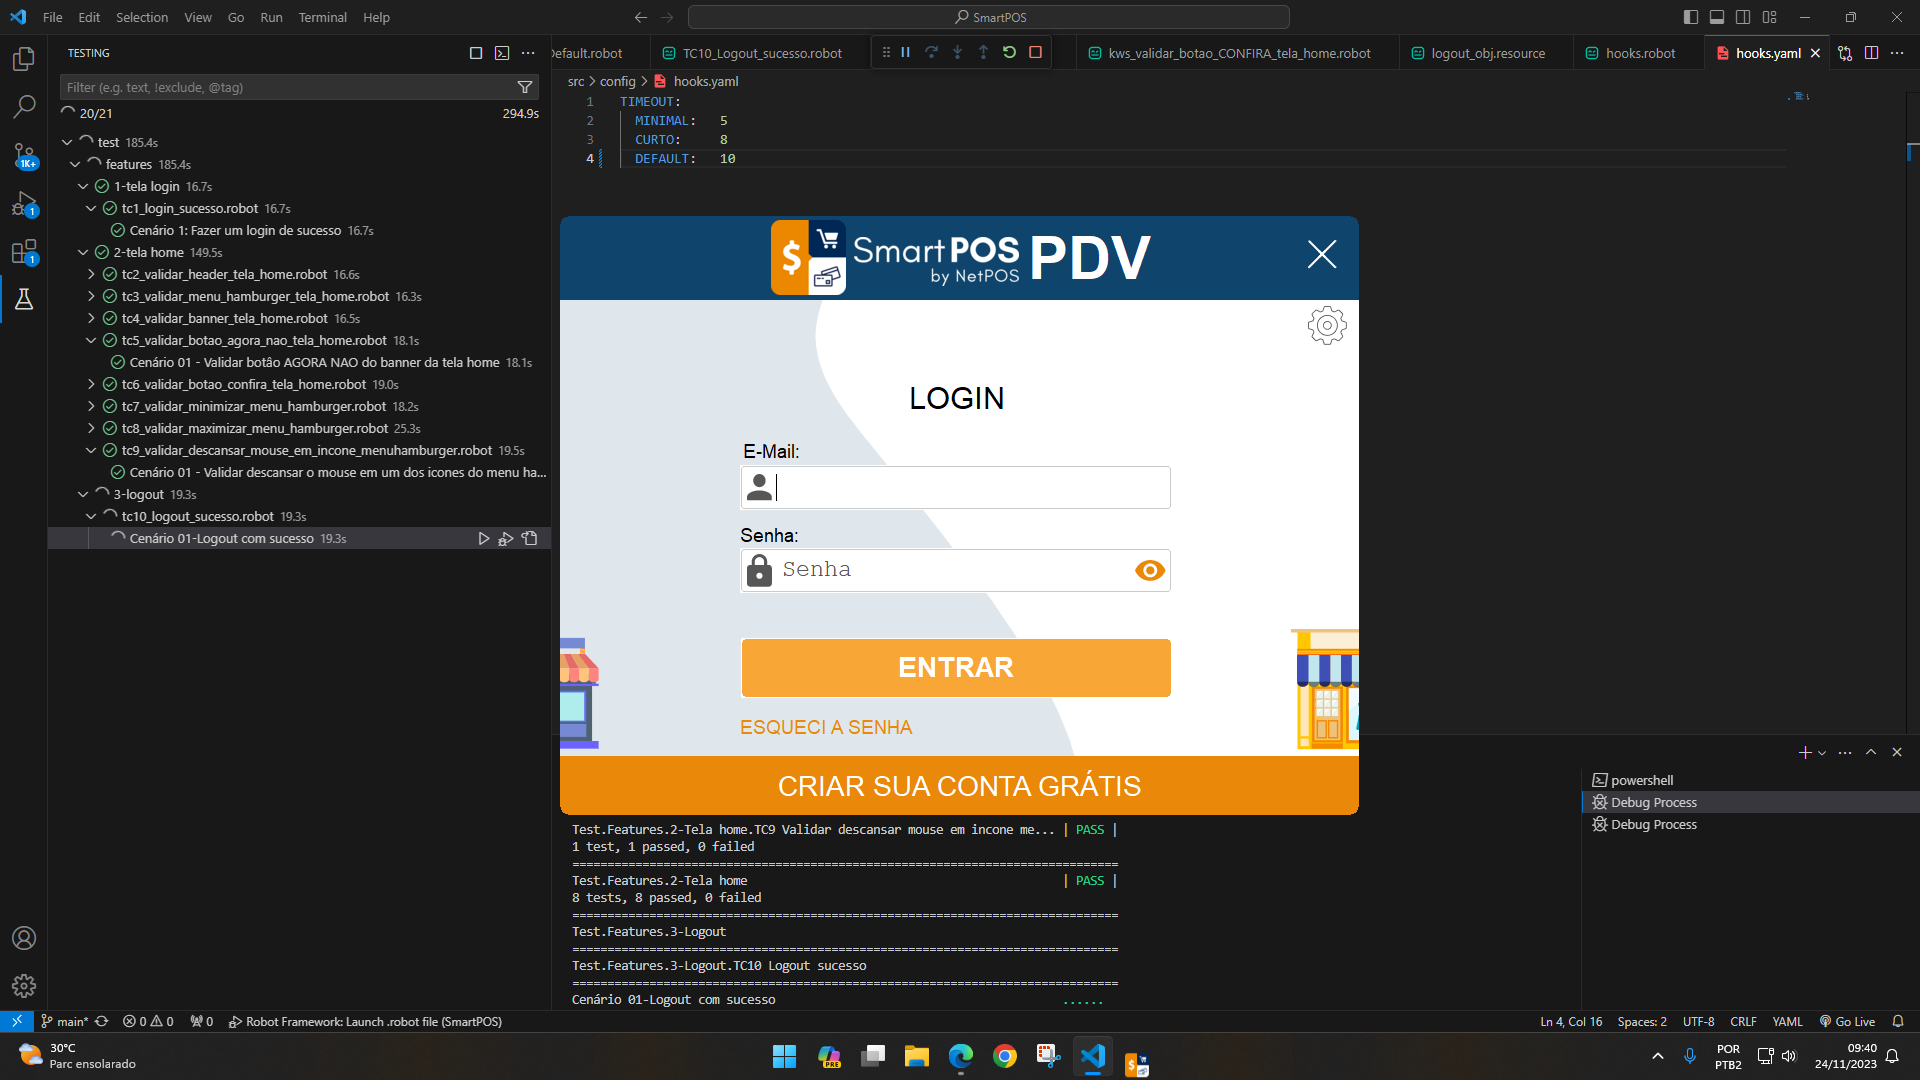 File Edit Selection View Go Run Terminal Help
SmartPOS
TESTING
Default.robot
TC10_Logout_sucesso.robot
kws_validar_botao_CONFIRA_tela_home.robot
logout_obj.resource
hooks.robot
hooks.yaml
Filter (e.g. text, !exclude, @tag)
src > config > hooks.yaml
20/21
294.9s
1 TIMEOUT:
2 MINIMAL: 5
3 CURTO: 8
4 DEFAULT: 10
test 185.4s
features 185.4s
1-tela login 16.7s
tc1_login_sucesso.robot 16.7s
Cenário 1: Fazer um login de sucesso 16.7s
2-tela home 149.5s
tc2_validar_header_tela_home.robot 16.6s
tc3_validar_menu_hamburger_tela_home.robot 16.3s
tc4_validar_banner_tela_home.robot 16.5s
tc5_validar_botao_agora_nao_tela_home.robot 18.1s
Cenário 01 - Validar botão AGORA NAO do banner da tela home 18.1s
tc6_validar_botao_confira_tela_home.robot 19.0s
tc7_validar_minimizar_menu_hamburger.robot 18.2s
tc8_validar_maximizar_menu_hamburger.robot 25.3s
tc9_validar_descansar_mouse_em_incone_menuhamburger.robot 19.5s
Cenário 01 - Validar descansar o mouse em um dos icones do menu ha...
3-logout 19.3s
tc10_logout_sucesso.robot 19.3s
Cenário 01-Logout com sucesso 19.3s
1K+
1
1
$
SmartPOS PDV
by NetPOS
LOGIN
E-Mail:
Senha:
Senha
ENTRAR
ESQUECI A SENHA
CRIAR SUA CONTA GRÁTIS
powershell
Debug Process
Debug Process
Test.Features.2-Tela home.TC9 Validar descansar mouse em incone me... | PASS |
1 test, 1 passed, 0 failed
==============================================================================
Test.Features.2-Tela home | PASS |
8 tests, 8 passed, 0 failed
==============================================================================
Test.Features.3-Logout
==============================================================================
Test.Features.3-Logout.TC10 Logout sucesso
==============================================================================
Cenário 01-Logout com sucesso ......
main* 0 0 0 Robot Framework: Launch .robot file (SmartPOS)
Ln 4, Col 16 Spaces: 2 UTF-8 CRLF YAML Go Live
30°C
Parc ensolarado
PRE
$
POR
PTB2
09:40
24/11/2023